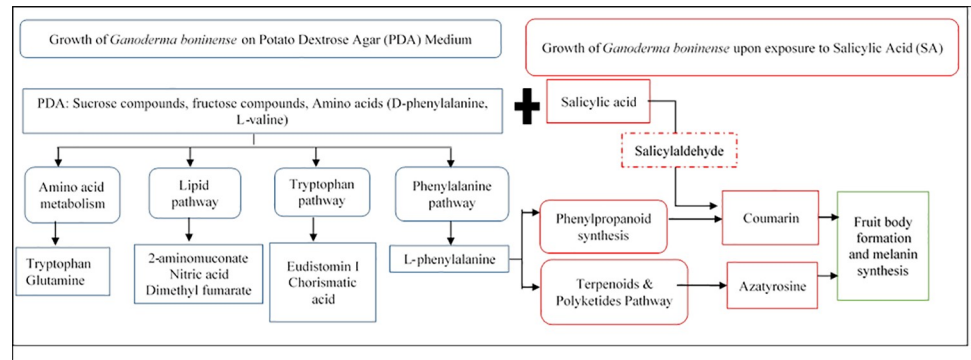 Growth of Ganoderma boninense on Potato Dextrose Agar (PDA) Medium
Growth of Ganoderma boninense upon exposure to Salicylic Acid (SA)
PDA: Sucrose compounds, fructose compounds, Amino acids (D-phenylalanine,
L-valine)
Salicylic acid
Salicylaldehyde
Amino acid
metabolism
Lipid
pathway
Tryptophan
pathway
Phenylalanine
pathway
Tryptophan
Glutamine
2-aminomuconate
Nitric acid
Dimethyl fumarate
Eudistomin I
Chorismatic
acid
L-phenylalanine
Phenylpropanoid
synthesis
Terpenoids &
Polyketides Pathway
Coumarin
Azatyrosine
Fruit body
formation
and melanin
synthesis